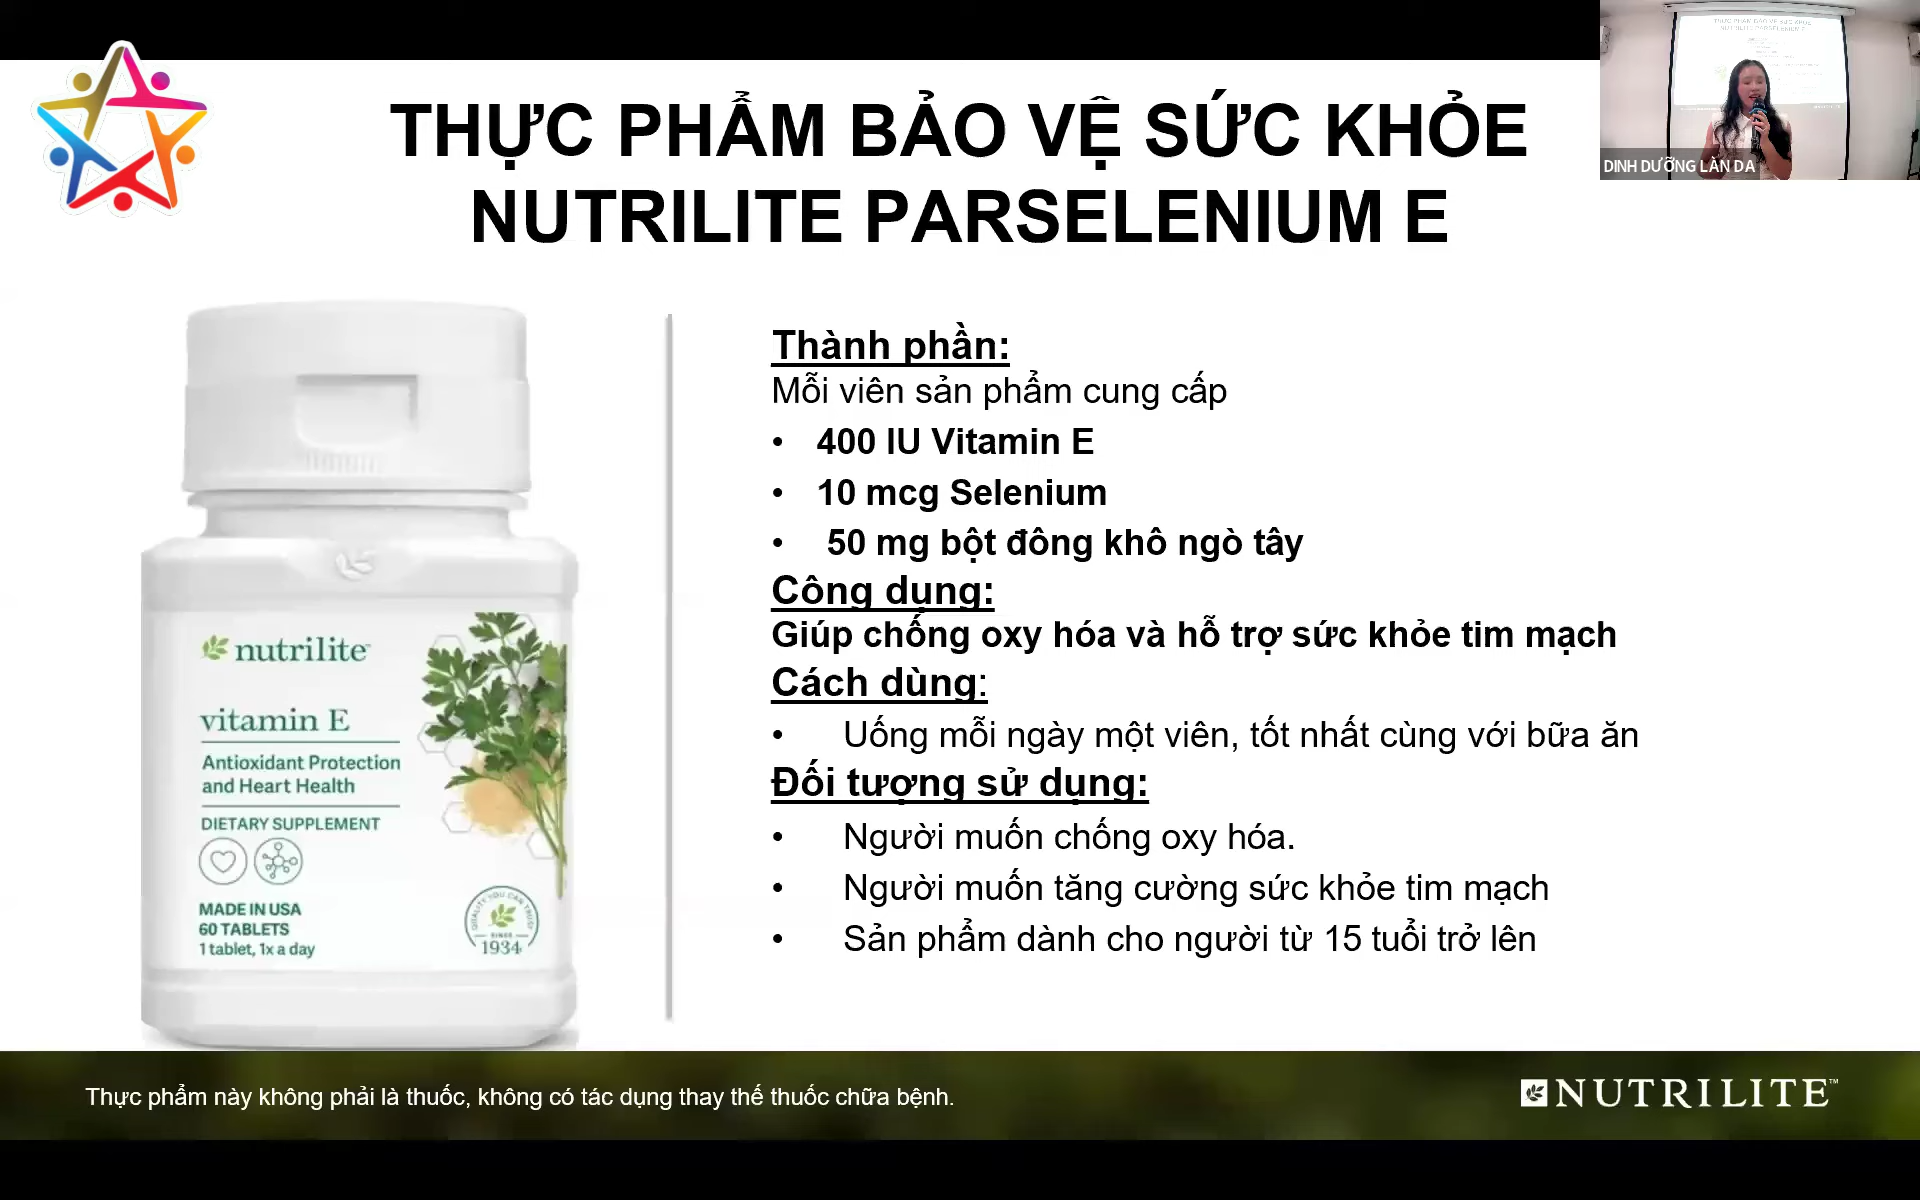 THỰC PHẨM BẢO VỆ SỨC KHỎE
NUTRILITE PARSELENIUM E
DINH DƯỠNG LÀN DA
Thành phần:
Mỗi viên sản phẩm cung cấp
• 400 IU Vitamin E
• 10 mcg Selenium
• 50 mg bột đông khô ngò tây
Công dụng:
Giúp chống oxy hóa và hỗ trợ sức khỏe tim mạch
Cách dùng:
• Uống mỗi ngày một viên, tốt nhất cùng với bữa ăn
Đối tượng sử dụng:
• Người muốn chống oxy hóa.
• Người muốn tăng cường sức khỏe tim mạch
• Sản phẩm dành cho người từ 15 tuổi trở lên
nutrilite
vitamin E
Antioxidant Protection
and Heart Health
DIETARY SUPPLEMENT
MADE IN USA
60 TABLETS
1 tablet, 1x a day
QUALITY YOU CAN TRUST
SINCE
1934
Thực phẩm này không phải là thuốc, không có tác dụng thay thế thuốc chữa bệnh.
NUTRILITE™